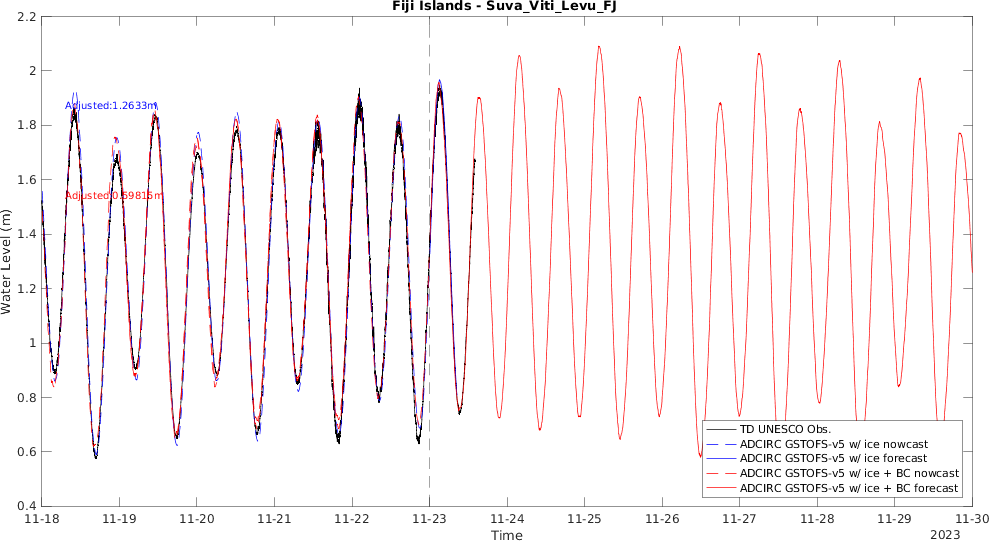 Fiji Islands - Suva_Viti_Levu_FJ
2.2
2
1.8
1.6
1.4
1.2
1
0.8
0.6
0.4
Water Level (m)
Adjusted:1.2633m
Adjusted:0.69815m
TD UNESCO Obs.
ADCIRC GSTOFS-v5 w/ ice nowcast
ADCIRC GSTOFS-v5 w/ ice forecast
ADCIRC GSTOFS-v5 w/ ice + BC nowcast
ADCIRC GSTOFS-v5 w/ ice + BC forecast
11-18 11-19 11-20 11-21 11-22 11-23 11-24 11-25 11-26 11-27 11-28 11-29 11-30
Time
2023